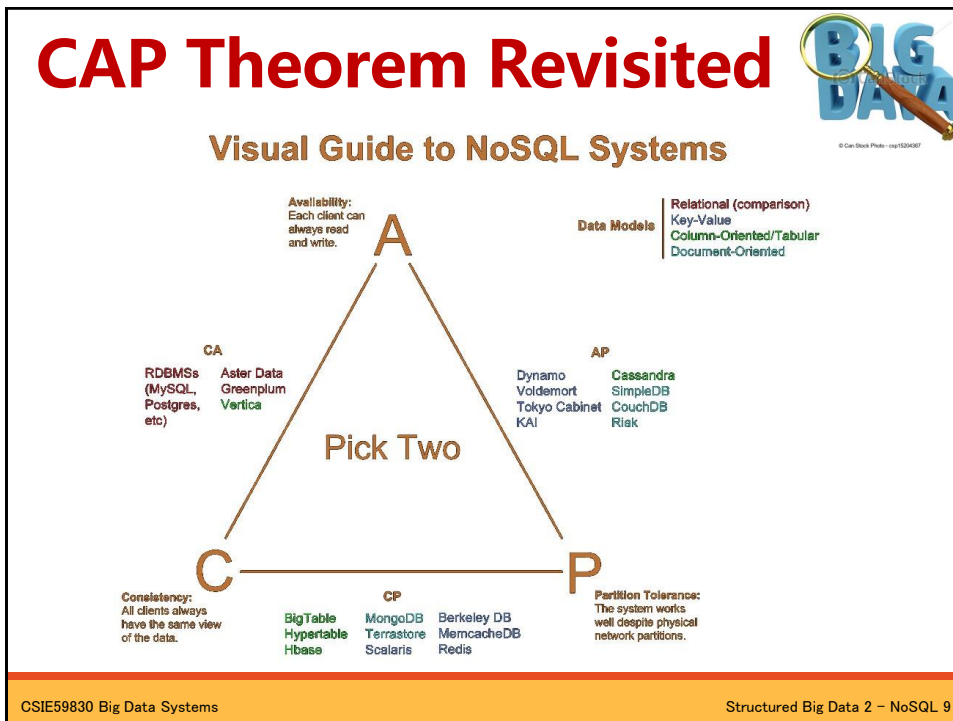 CAP Theorem Revisited
BIG
DATA
© Can Stock Photo - csp15204387
Visual Guide to NoSQL Systems
Availability:
Each client can
always read
and write.
A
Data Models
Relational (comparison)
Key-Value
Column-Oriented/Tabular
Document-Oriented
CA
RDBMSs
(MySQL,
Postgres,
etc)
Aster Data
Greenplum
Vertica
AP
Dynamo
Voldemort
Tokyo Cabinet
KAI
Cassandra
SimpleDB
CouchDB
Risk
Pick Two
C
P
Consistency:
All clients always
have the same view
of the data.
CP
BigTable
Hypertable
Hbase
MongoDB
Terrastore
Scalaris
Berkeley DB
MemcacheDB
Redis
Partition Tolerance:
The system works
well despite physical
network partitions.
CSIE59830 Big Data Systems
Structured Big Data 2 – NoSQL 9